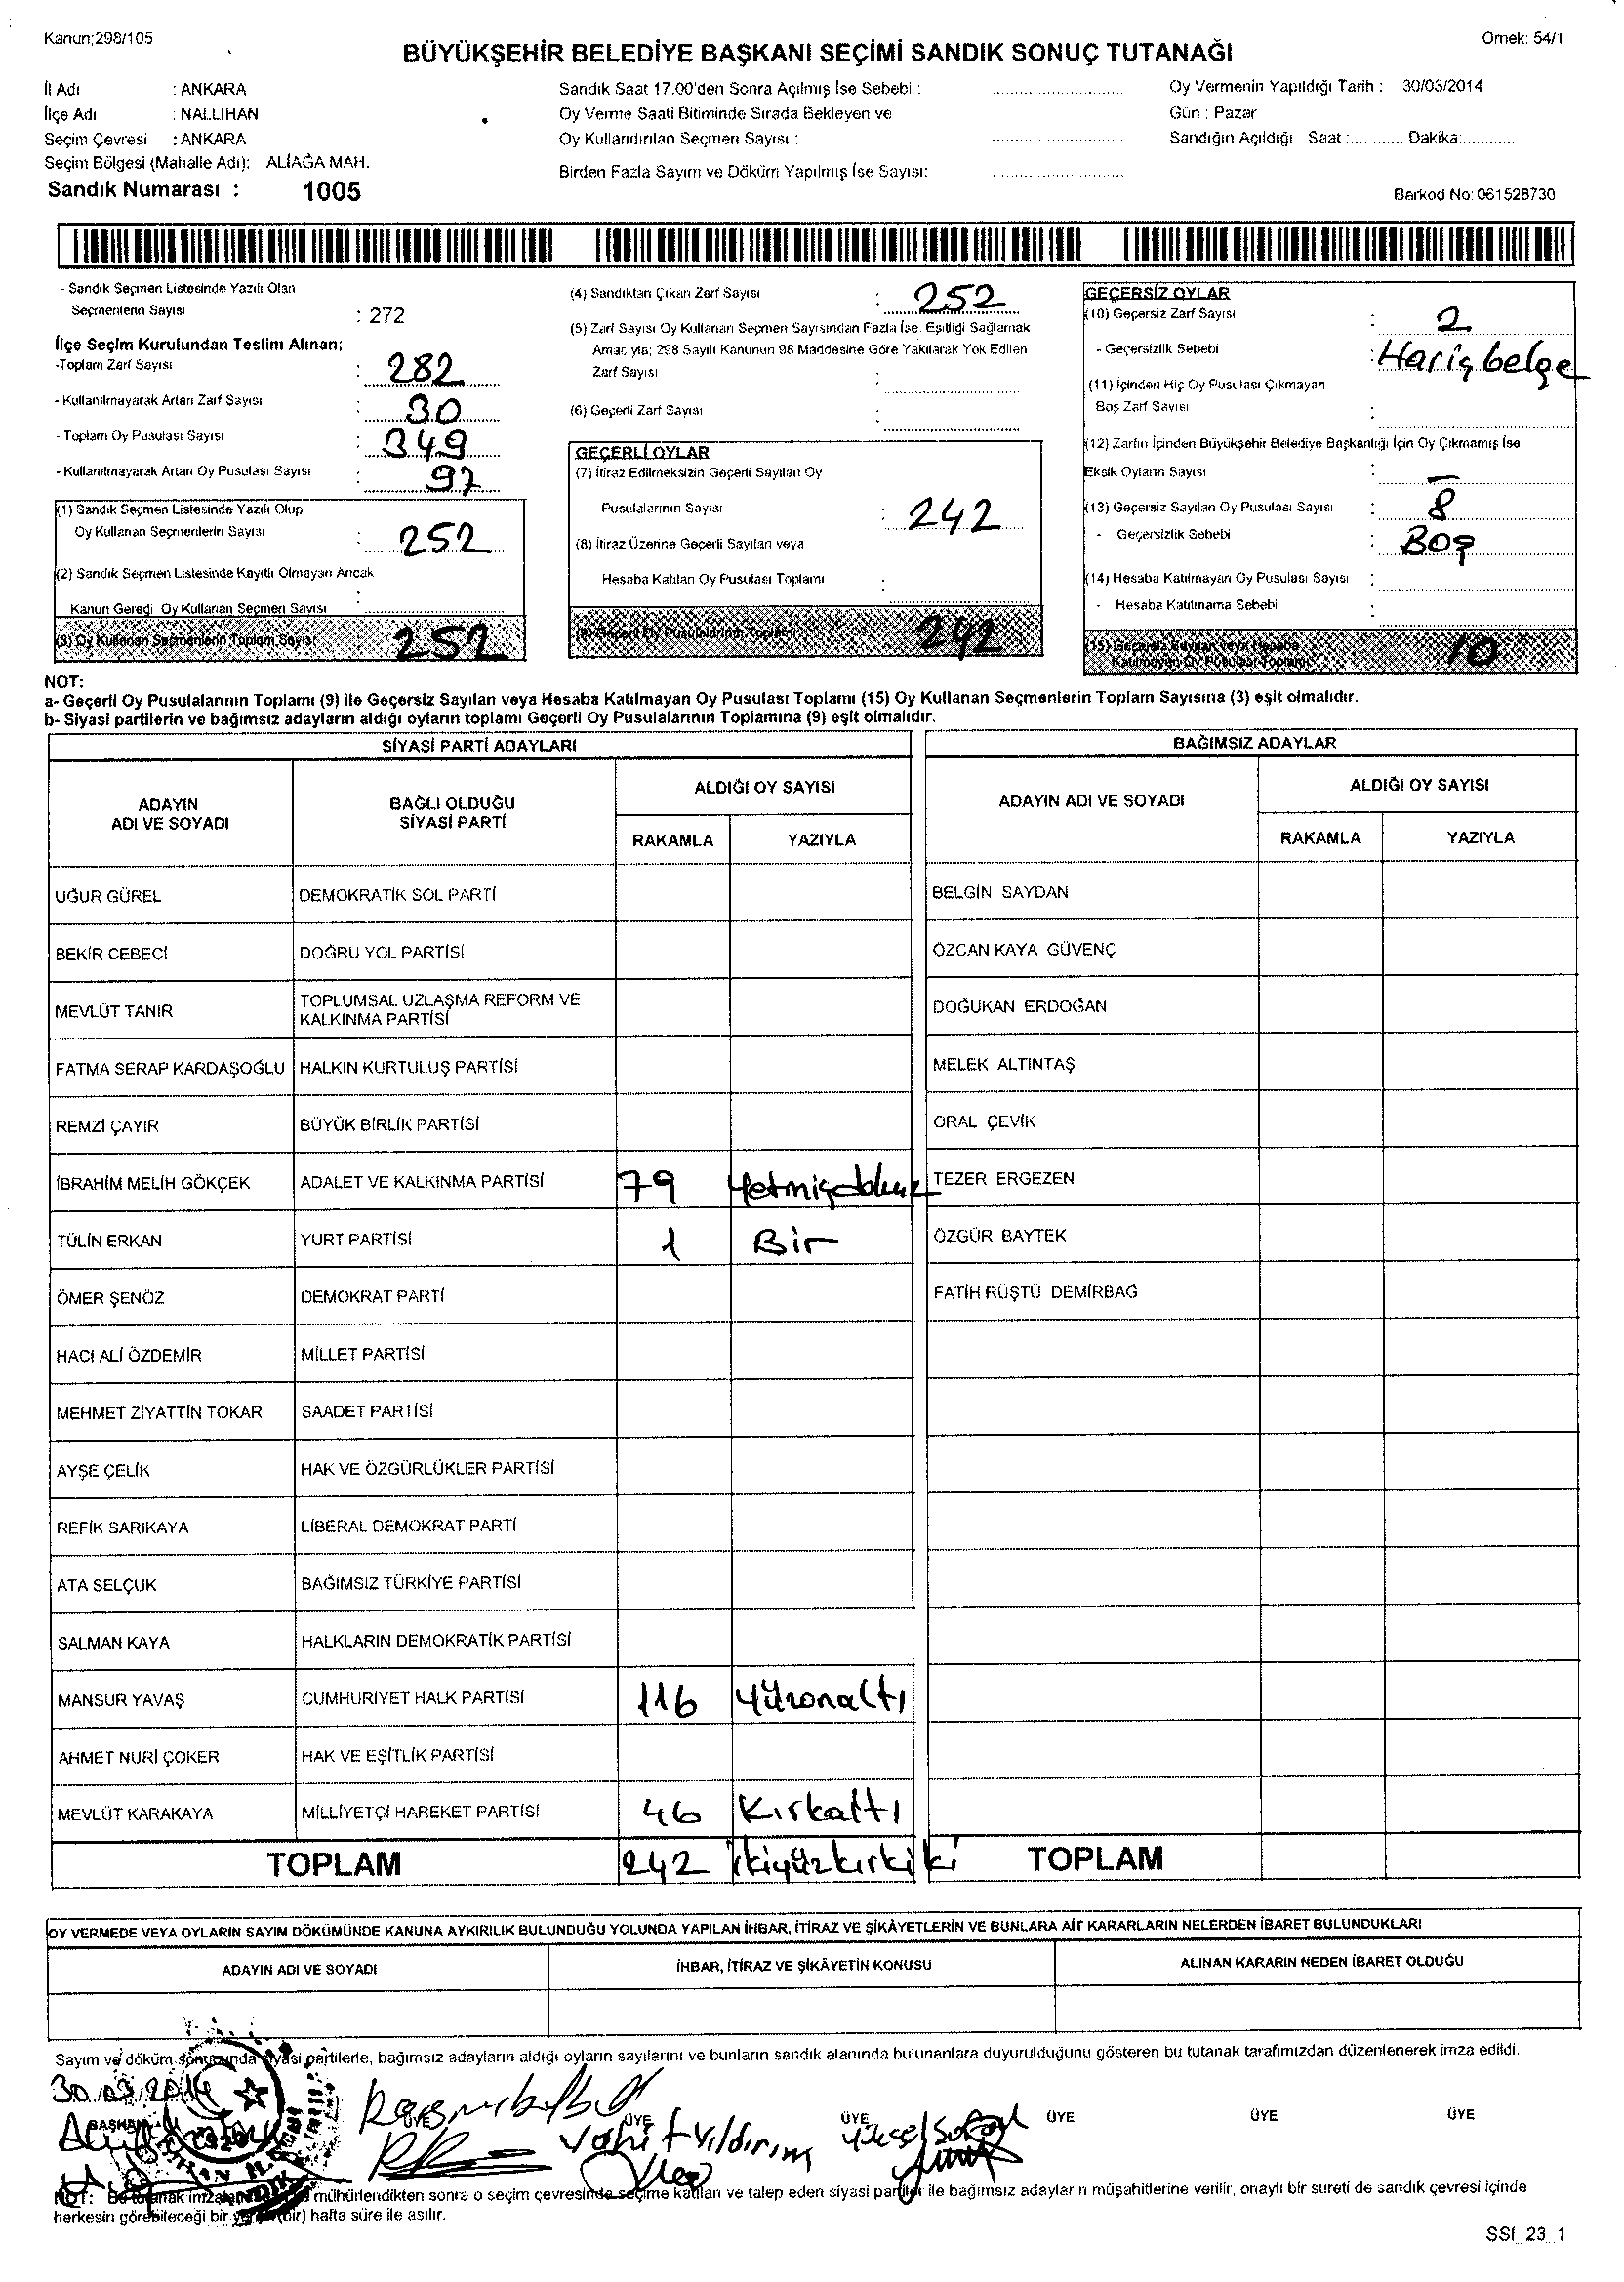 Kanun;298/105
Örnek: 54/1
BÜYÜKŞEHİR BELEDİYE BAŞKANI SEÇİMİ SANDIK SONUÇ TUTANAĞI
İl Adı : ANKARA
İlçe Adı : NALLIHAN
Seçim Çevresi : ANKARA
Seçim Bölgesi (Mahalle Adı): ALİAĞA MAH.
Sandık Numarası : 1005
Sandık Saat 17.00'den Sonra Açılmış İse Sebebi :
Oy Verme Saati Bitiminde Sırada Bekleyen ve
Oy Kullandırılan Seçmen Sayısı :
Birden Fazla Sayım ve Döküm Yapılmış İse Sayısı:
Oy Vermenin Yapıldığı Tarih : 30/03/2014
Gün : Pazar
Sandığın Açıldığı Saat :........... Dakika:............
Barkod No: 061528730
- Sandık Seçmen Listesinde Yazılı Olan
Seçmenlerin Sayısı : 272
İlçe Seçim Kurulundan Teslim Alınan;
-Toplam Zarf Sayısı : 282
- Kullanılmayarak Artan Zarf Sayısı : 30
- Toplam Oy Pusulası Sayısı : 349
- Kullanılmayarak Artan Oy Pusulası Sayısı : 97
(1) Sandık Seçmen Listesinde Yazılı Olup
Oy Kullanan Seçmenlerin Sayısı : 252
(2) Sandık Seçmen Listesinde Kayıtlı Olmayan Ancak
Kanun Gereği Oy Kullanan Seçmen Sayısı :
(3) Oy Kullanan Seçmenlerin Toplam Sayısı 252
(4) Sandıktan Çıkan Zarf Sayısı : 252
(5) Zarf Sayısı Oy Kullanan Seçmen Sayısından Fazla İse, Eşitliği Sağlamak
Amacıyla; 298 Sayılı Kanunun 98 Maddesine Göre Yakılarak Yok Edilen
Zarf Sayısı :
(6) Geçerli Zarf Sayısı :
GEÇERLİ OYLAR
(7) İtiraz Edilmeksizin Geçerli Sayılan Oy
Pusulalarının Sayısı : 242
(8) İtiraz Üzerine Geçerli Sayılan veya
Hesaba Katılan Oy Pusulası Toplamı :
(9) Geçerli Oy Pusulalarının Toplamı 242
GEÇERSİZ OYLAR
(10) Geçersiz Zarf Sayısı : 2
- Geçersizlik Sebebi : Hariç belge
(11) İçinden Hiç Oy Pusulası Çıkmayan
Boş Zarf Sayısı :
(12) Zarfın İçinden Büyükşehir Belediye Başkanlığı İçin Oy Çıkmamış İse
Eksik Oyların Sayısı : —
(13) Geçersiz Sayılan Oy Pusulası Sayısı : 8
- Geçersizlik Sebebi : Boş
(14) Hesaba Katılmayan Oy Pusulası Sayısı :
- Hesaba Katılmama Sebebi :
(15) Geçersiz Sayılan veya Hesaba
Katılmayan Oy Pusulası Toplamı 10
NOT:
a- Geçerli Oy Pusulalarının Toplamı (9) ile Geçersiz Sayılan veya Hesaba Katılmayan Oy Pusulası Toplamı (15) Oy Kullanan Seçmenlerin Toplam Sayısına (3) eşit olmalıdır.
b- Siyasi partilerin ve bağımsız adayların aldığı oyların toplamı Geçerli Oy Pusulalarının Toplamına (9) eşit olmalıdır.
SİYASİ PARTİ ADAYLARI
ADAYIN ADI VE SOYADI
BAĞLI OLDUĞU SİYASİ PARTİ
ALDIĞI OY SAYISI
RAKAMLA YAZIYLA
BAĞIMSIZ ADAYLAR
ADAYIN ADI VE SOYADI
ALDIĞI OY SAYISI
RAKAMLA YAZIYLA
UĞUR GÜREL DEMOKRATİK SOL PARTİ BELGİN SAYDAN
BEKİR CEBECİ DOĞRU YOL PARTİSİ ÖZCAN KAYA GÜVENÇ
MEVLÜT TANIR TOPLUMSAL UZLAŞMA REFORM VE KALKINMA PARTİSİ DOĞUKAN ERDOĞAN
FATMA SERAP KARDAŞOĞLU HALKIN KURTULUŞ PARTİSİ MELEK ALTINTAŞ
REMZİ ÇAYIR BÜYÜK BİRLİK PARTİSİ ORAL ÇEVİK
İBRAHİM MELİH GÖKÇEK ADALET VE KALKINMA PARTİSİ 79 Yetmişdokuz TEZER ERGEZEN
TÜLİN ERKAN YURT PARTİSİ 1 Bir ÖZGÜR BAYTEK
ÖMER ŞENÖZ DEMOKRAT PARTİ FATİH RÜŞTÜ DEMİRBAĞ
HACI ALİ ÖZDEMİR MİLLET PARTİSİ
MEHMET ZİYATTİN TOKAR SAADET PARTİSİ
AYŞE ÇELİK HAK VE ÖZGÜRLÜKLER PARTİSİ
REFİK SARIKAYA LİBERAL DEMOKRAT PARTİ
ATA SELÇUK BAĞIMSIZ TÜRKİYE PARTİSİ
SALMAN KAYA HALKLARIN DEMOKRATİK PARTİSİ
MANSUR YAVAŞ CUMHURİYET HALK PARTİSİ 116 Yüzonaltı
AHMET NURİ ÇOKER HAK VE EŞİTLİK PARTİSİ
MEVLÜT KARAKAYA MİLLİYETÇİ HAREKET PARTİSİ 46 Kırkaltı
TOPLAM 242 ikiyüzkırkiki TOPLAM
OY VERMEDE VEYA OYLARIN SAYIM DÖKÜMÜNDE KANUNA AYKIRILIK BULUNDUĞU YOLUNDA YAPILAN İHBAR, İTİRAZ VE ŞİKÂYETLERİN VE BUNLARA AİT KARARLARIN NELERDEN İBARET BULUNDUKLARI
ADAYIN ADI VE SOYADI İHBAR, İTİRAZ VE ŞİKÂYETİN KONUSU ALINAN KARARIN NEDEN İBARET OLDUĞU
Sayım ve döküm sonucunda siyasi partilerle, bağımsız adayların aldığı oyların sayılarını ve bunların sandık alanında bulunanlara duyurulduğunu gösteren bu tutanak tarafımızdan düzenlenerek imza edildi.
30.03.2014
BAŞKAN ÜYE ÜYE ÜYE ÜYE ÜYE ÜYE
Vahit Yıldırım Yüksel
NOT: Bu tutanak mühürlendikten sonra o seçim çevresinde seçime katılan ve talep eden siyasi partiler ile bağımsız adayların müşahitlerine verilir, onaylı bir sureti de sandık çevresi içinde
herkesin görebileceği bir yere (bir) hafta süre ile asılır.
SSI_23_1